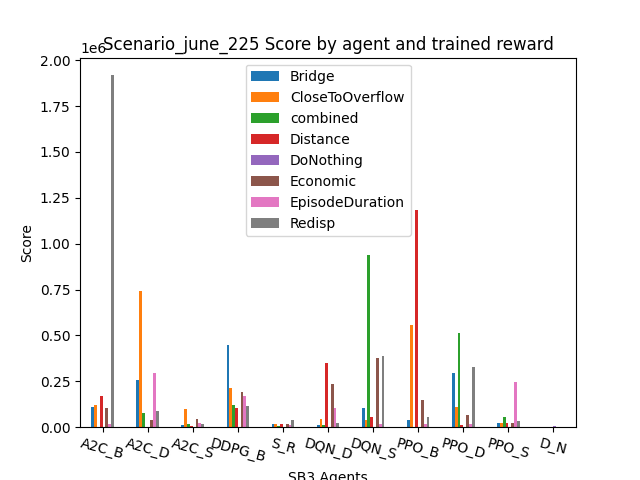 Scenario_june_225 Score by agent and trained reward
1e6
2.00
1.75
1.50
1.25
1.00
0.75
0.50
0.25
0.00
Score
Bridge
CloseToOverflow
combined
Distance
DoNothing
Economic
EpisodeDuration
Redisp
A2C_B A2C_D A2C_S DDPG_B S_R DQN_D DQN_S PPO_B PPO_D PPO_S D_N
SB3 Agents